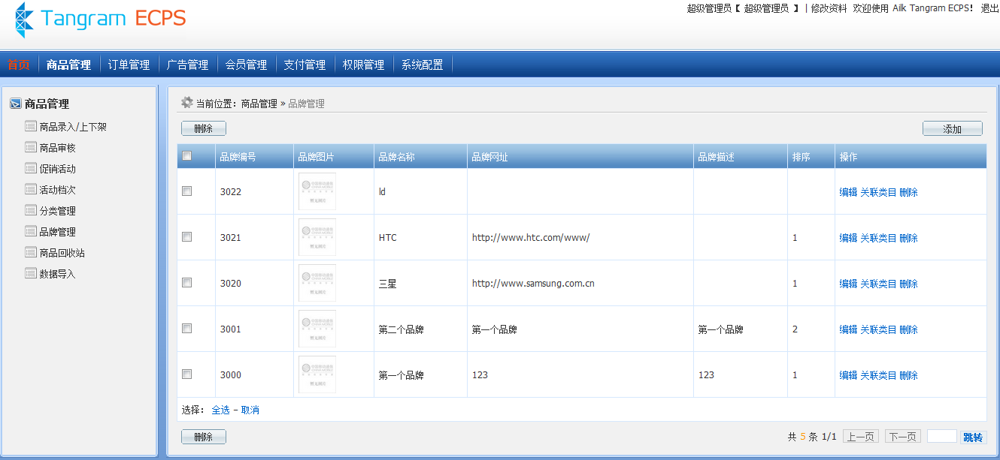 超级管理员【 超级管理员 】 | 修改资料 欢迎使用 Ailk Tangram ECPS! 退出
Tangram ECPS
首页 商品管理 订单管理 广告管理 会员管理 支付管理 权限管理 系统配置
商品管理
商品录入/上下架
商品审核
促销活动
活动档次
分类管理
品牌管理
商品回收站
数据导入
当前位置：商品管理 » 品牌管理
删除 添加
品牌编号 品牌图片 品牌名称 品牌网址 品牌描述 排序 操作
3022 暂无图片 ld 编辑 关联类目 删除
3021 暂无图片 HTC http://www.htc.com/www/ 1 编辑 关联类目 删除
3020 暂无图片 三星 http://www.samsung.com.cn 1 编辑 关联类目 删除
3001 暂无图片 第二个品牌 第一个品牌 第一个品牌 2 编辑 关联类目 删除
3000 暂无图片 第一个品牌 123 123 1 编辑 关联类目 删除
选择： 全选 - 取消
删除 共 5 条 1/1 上一页 下一页 跳转